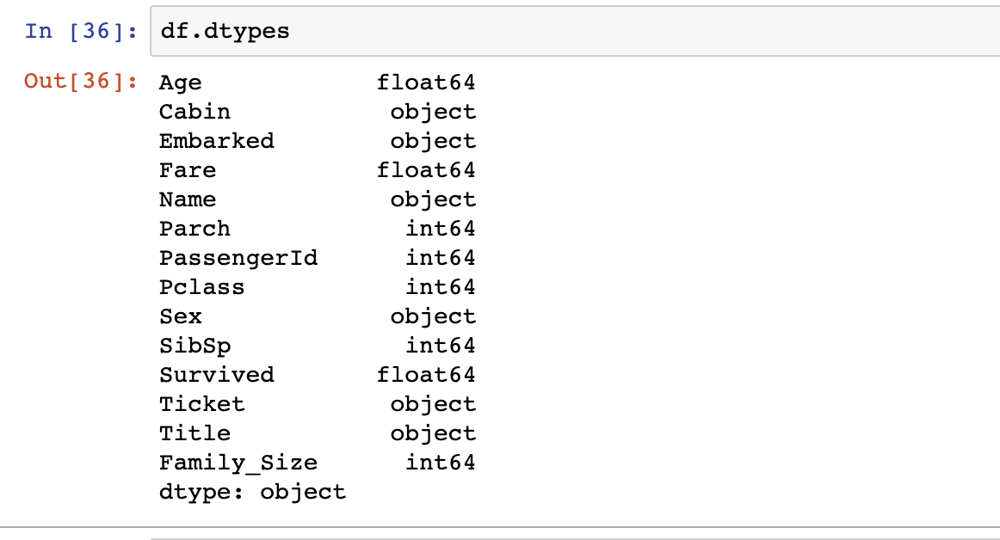 In [36]: df.dtypes
Out[36]: Age float64
Cabin object
Embarked object
Fare float64
Name object
Parch int64
PassengerId int64
Pclass int64
Sex object
SibSp int64
Survived float64
Ticket object
Title object
Family_Size int64
dtype: object